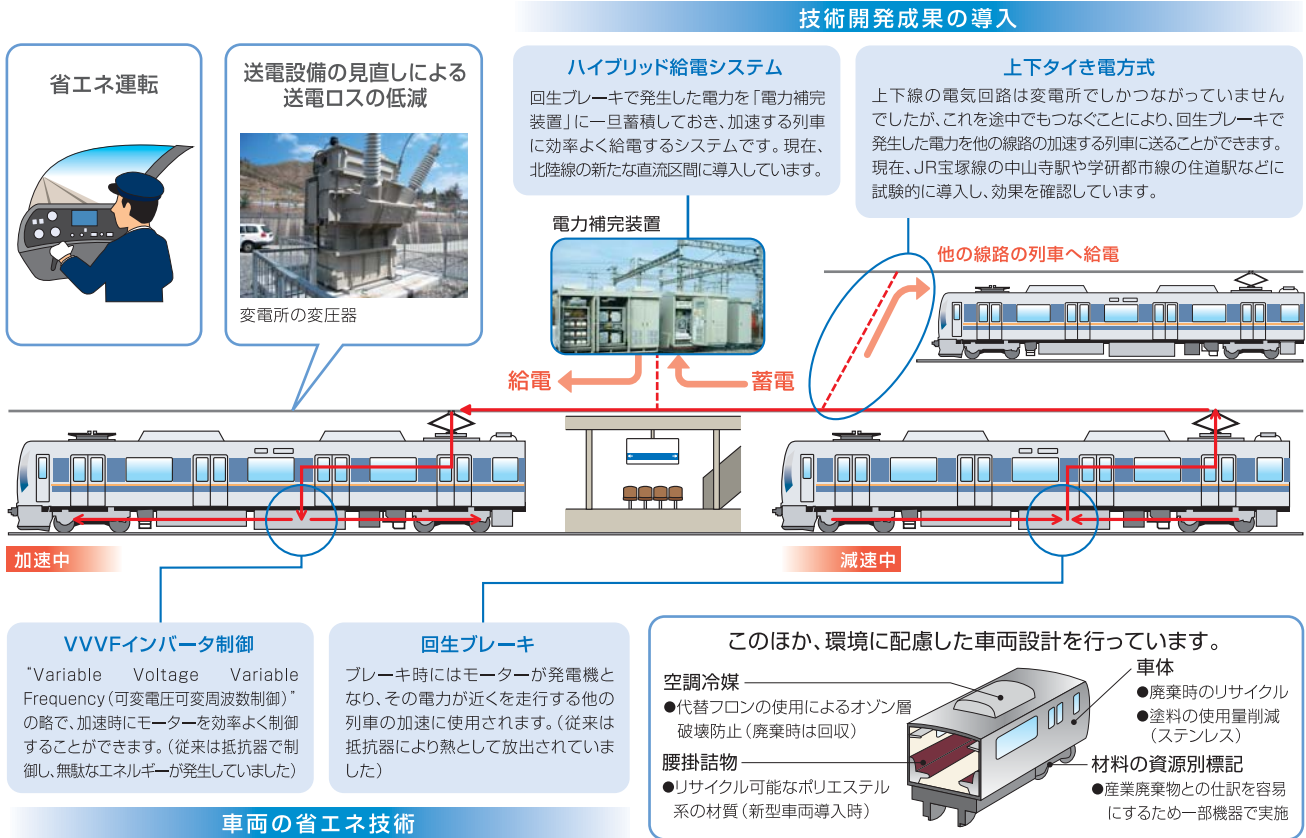 技術開発成果の導入
省エネ運転
送電設備の見直しによる
送電ロスの低減
変電所の変圧器
ハイブリッド給電システム
回生ブレーキで発生した電力を「電力補完
装置」に一旦蓄積しておき、加速する列車
に効率よく給電するシステムです。現在、
北陸線の新たな直流区間に導入しています。
電力補完装置
上下タイき電方式
上下線の電気回路は変電所でしかつながっていません
でしたが、これを途中でもつなぐことにより、回生ブレーキで
発生した電力を他の線路の加速する列車に送ることができます。
現在、JR宝塚線の中山寺駅や学研都市線の住道駅などに
試験的に導入し、効果を確認しています。
他の線路の列車へ給電
給電
蓄電
加速中
減速中
VVVFインバータ制御
“Variable Voltage Variable
Frequency(可変電圧可変周波数制御)”
の略で、加速時にモーターを効率よく制御
することができます。(従来は抵抗器で制
御し、無駄なエネルギーが発生していました)
回生ブレーキ
ブレーキ時にはモーターが発電機と
なり、その電力が近くを走行する他の
列車の加速に使用されます。(従来は
抵抗器により熱として放出されていま
した)
車両の省エネ技術
このほか、環境に配慮した車両設計を行っています。
空調冷媒
●代替フロンの使用によるオゾン層
破壊防止(廃棄時は回収)
腰掛詰物
●リサイクル可能なポリエステル
系の材質(新型車両導入時)
車体
●廃棄時のリサイクル
●塗料の使用量削減
(ステンレス)
材料の資源別標記
●産業廃棄物との仕訳を容易
にするため一部機器で実施